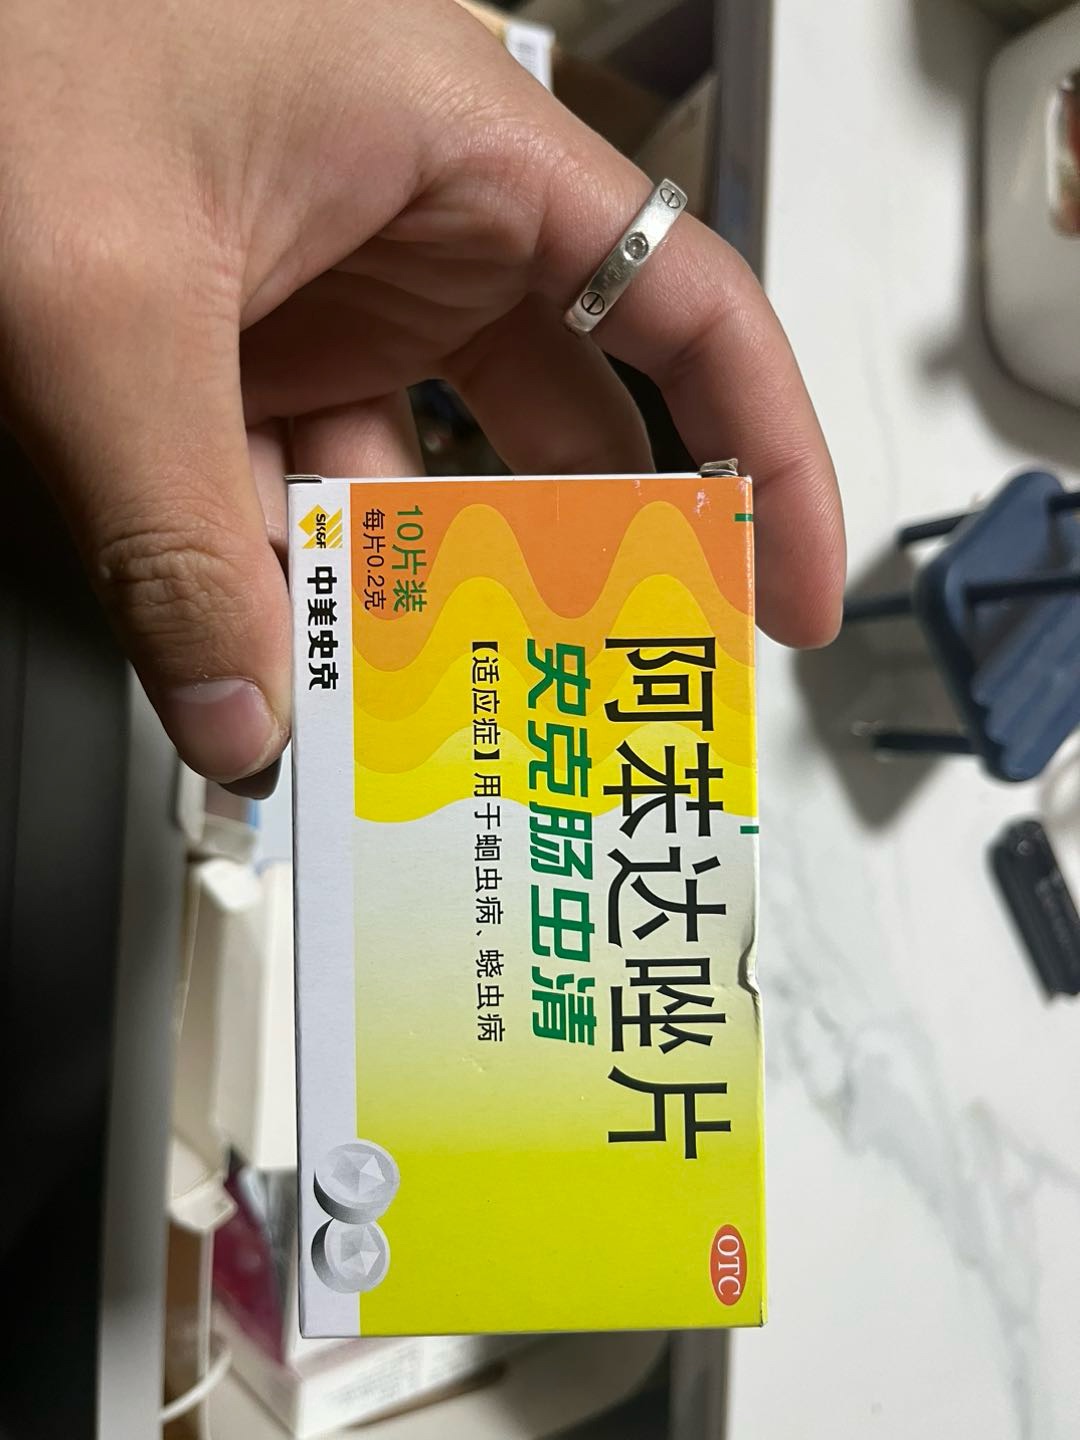 阿苯达唑片
史克肠虫清
【适应症】用于蛔虫病、蛲虫病
10片装
每片0.2克
SK&F
中美史克
OTC